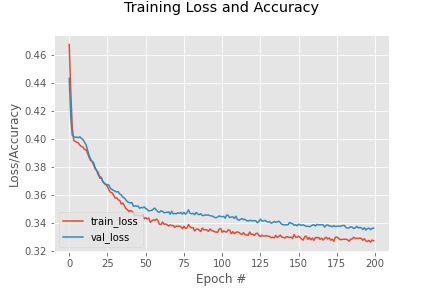 Training Loss and Accuracy
0.46
0.44
0.42
0.40
0.38
0.36
0.34
0.32
Loss/Accuracy
train_loss
val_loss
0 25 50 75 100 125 150 175 200
Epoch #